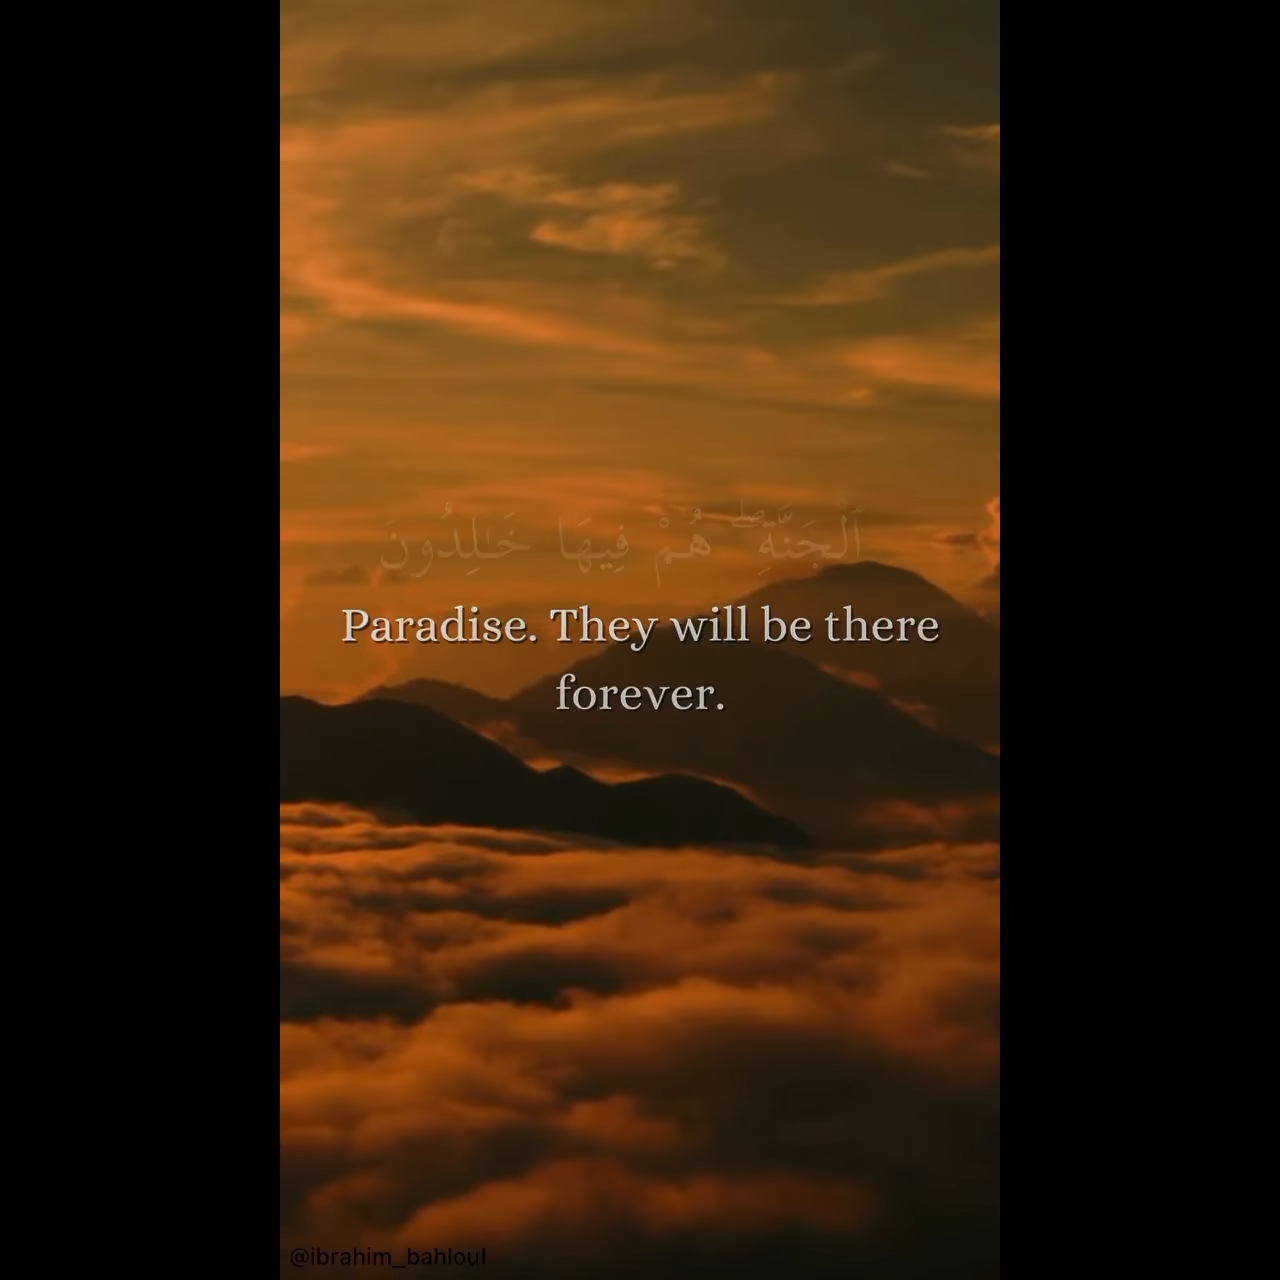 ٱلْجَنَّةِ ۖ هُمْ فِيهَا خَـٰلِدُونَ
Paradise. They will be there
forever.
@ibrahim_bahloul